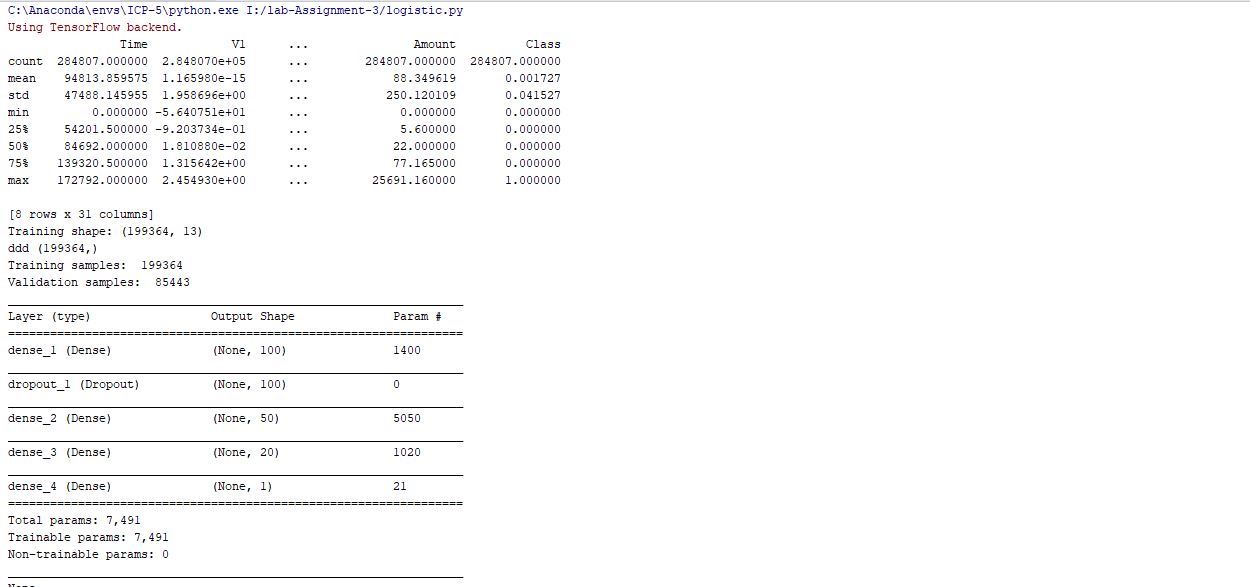 C:\Anaconda\envs\ICP-5\python.exe I:/lab-Assignment-3/logistic.py
Using TensorFlow backend.
                Time            V1      ...               Amount          Class
count  284807.000000  2.848070e+05      ...        284807.000000  284807.000000
mean    94813.859575  1.165980e-15      ...            88.349619       0.001727
std     47488.145955  1.958696e+00      ...           250.120109       0.041527
min         0.000000 -5.640751e+01      ...             0.000000       0.000000
25%     54201.500000 -9.203734e-01      ...             5.600000       0.000000
50%     84692.000000  1.810880e-02      ...            22.000000       0.000000
75%    139320.500000  1.315642e+00      ...            77.165000       0.000000
max    172792.000000  2.454930e+00      ...         25691.160000       1.000000
[8 rows x 31 columns]
Training shape: (199364, 13)
ddd (199364,)
Training samples:  199364
Validation samples:  85443
_________________________________________________________________
Layer (type)                 Output Shape              Param #
=================================================================
dense_1 (Dense)              (None, 100)               1400
_________________________________________________________________
dropout_1 (Dropout)          (None, 100)               0
_________________________________________________________________
dense_2 (Dense)              (None, 50)                5050
_________________________________________________________________
dense_3 (Dense)              (None, 20)                1020
_________________________________________________________________
dense_4 (Dense)              (None, 1)                 21
=================================================================
Total params: 7,491
Trainable params: 7,491
Non-trainable params: 0
_________________________________________________________________